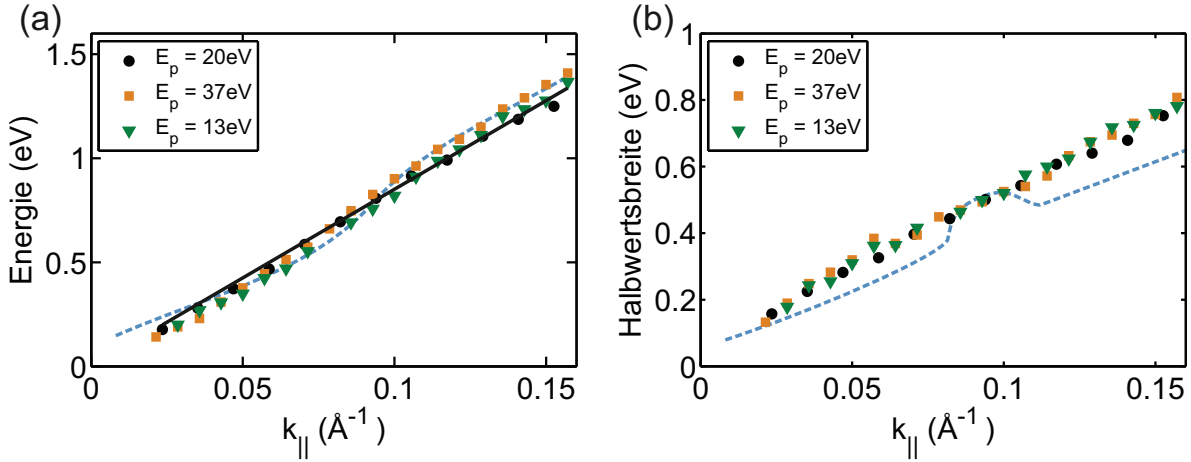 (a)
E_p = 20eV
E_p = 37eV
E_p = 13eV
Energie (eV)
1.5
1
0.5
0
0
0.05
0.1
0.15
k_|| (Å^-1)
(b)
E_p = 20eV
E_p = 37eV
E_p = 13eV
Halbwertsbreite (eV)
1
0.8
0.6
0.4
0.2
0
0
0.05
0.1
0.15
k_|| (Å^-1)